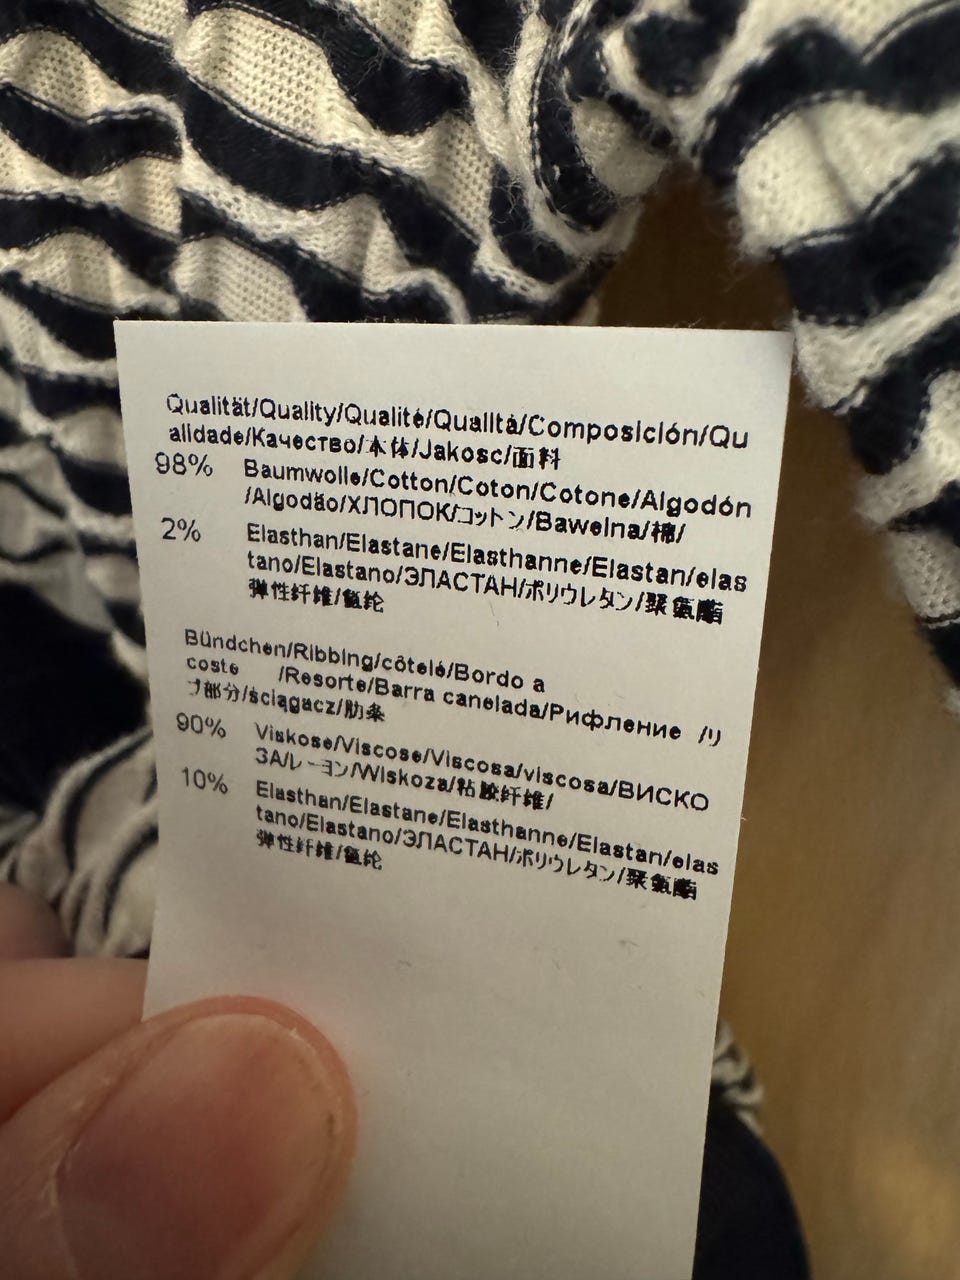 Qualität/Quality/Qualité/Qualità/Composición/Qu
alidade/Качество/本体/Jakosc/面料
98% Baumwolle/Cotton/Coton/Cotone/Algodón
/Algodão/ХЛОПОК/コットン/Bawelna/棉/
2% Elasthan/Elastane/Elasthanne/Elastan/elas
tano/Elastano/ЭЛАСТАН/ポリウレタン/聚氨酯
弹性纤维/氨纶
Bündchen/Ribbing/côtelé/Bordo a
coste /Resorte/Barra canelada/Рифление /リ
ブ部分/ściągacz/肋条
90% Viskose/Viscose/Viscosa/viscosa/ВИСКО
ЗА/レーヨン/Wiskoza/粘胶纤维/
10% Elasthan/Elastane/Elasthanne/Elastan/elas
tano/Elastano/ЭЛАСТАН/ポリウレタン/聚氨酯
弹性纤维/氨纶